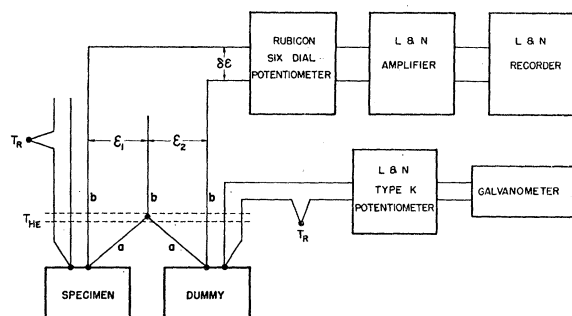 RUBICON
SIX DIAL
POTENTIOMETER
L & N
AMPLIFIER
L & N
RECORDER
δε
T_R
ε₁
ε₂
b
b
b
T_HE
a
a
L & N
TYPE K
POTENTIOMETER
GALVANOMETER
T_R
SPECIMEN
DUMMY